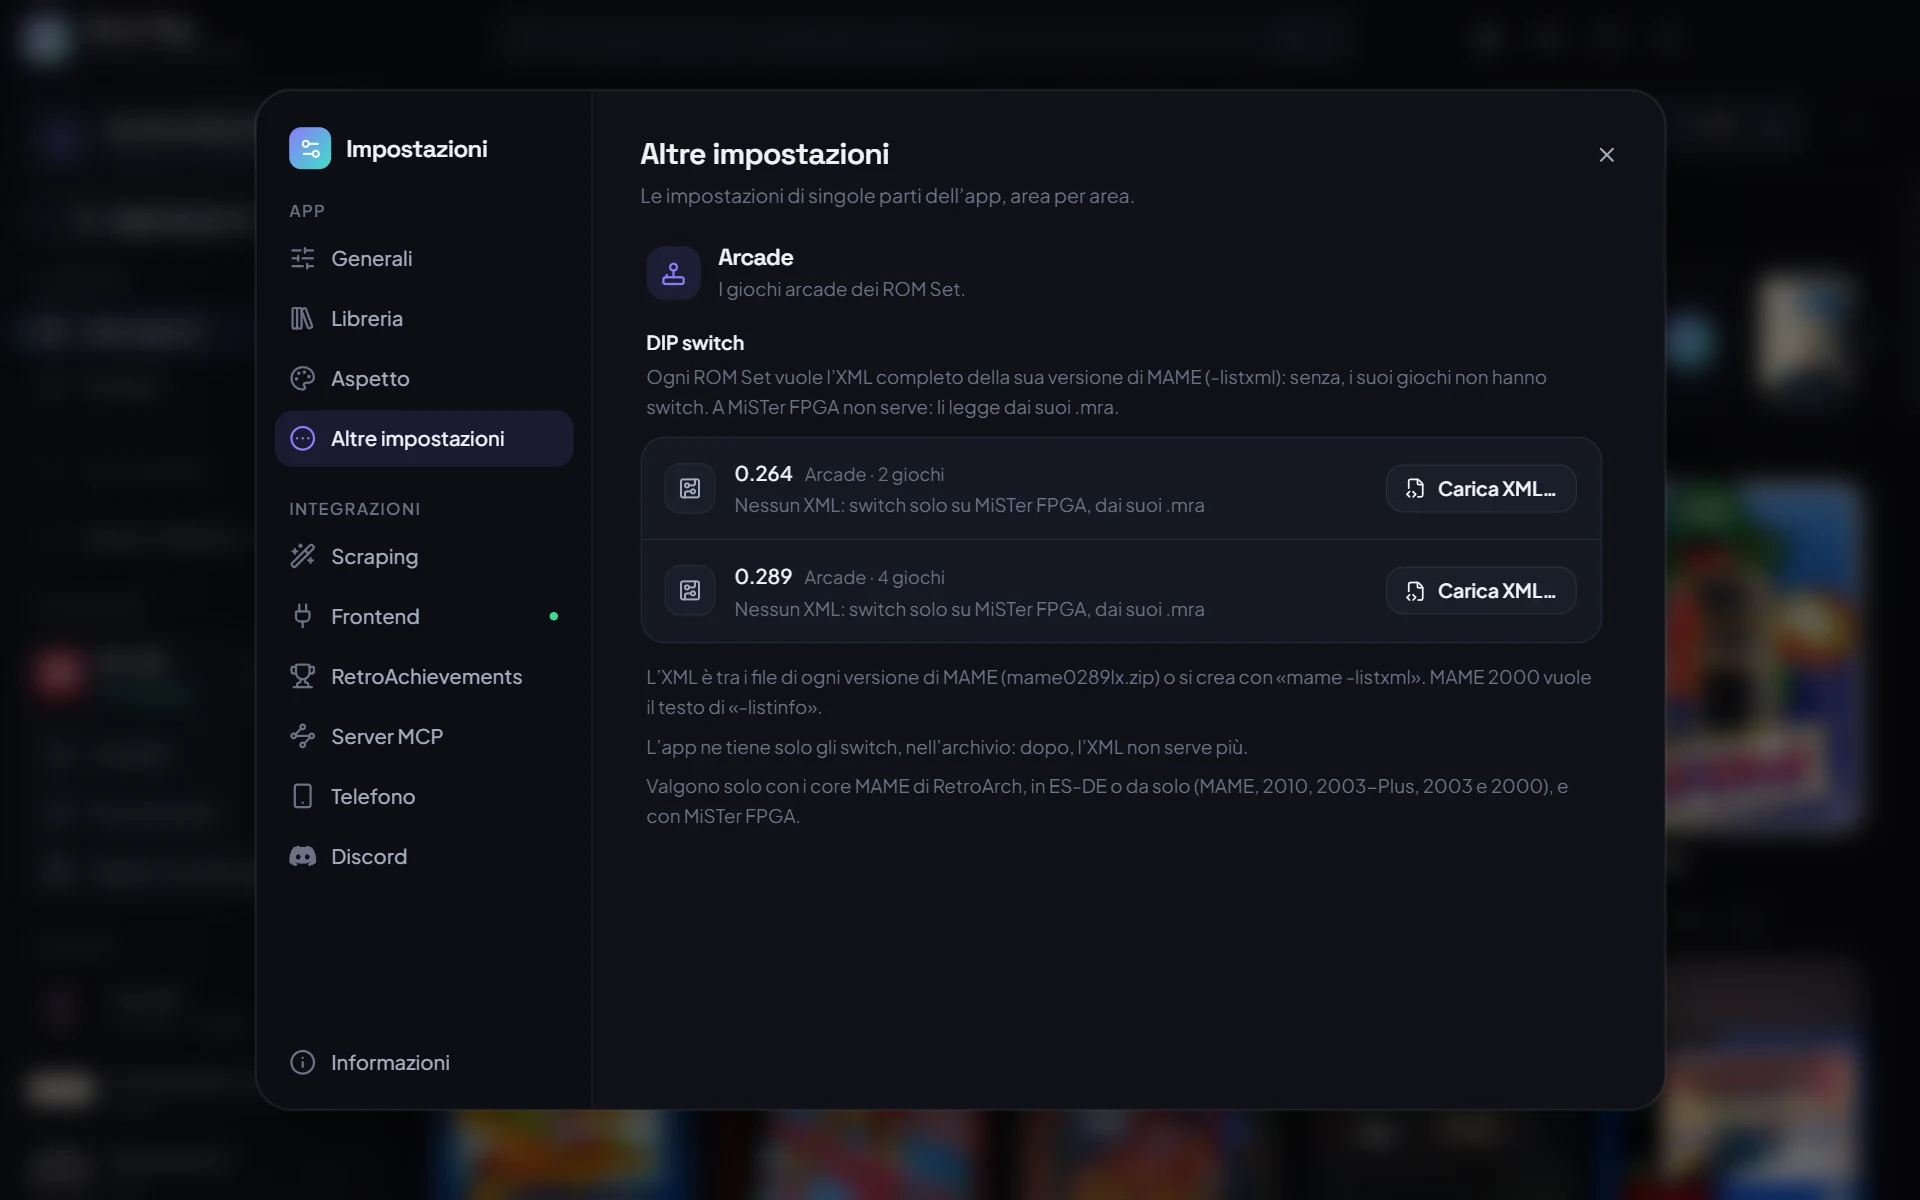 Impostazioni
APP
Generali
Libreria
Aspetto
Altre impostazioni
INTEGRAZIONI
Scraping
Frontend
RetroAchievements
Server MCP
Telefono
Discord
Informazioni
Altre impostazioni
Le impostazioni di singole parti dell’app, area per area.
Arcade
I giochi arcade dei ROM Set.
DIP switch
Ogni ROM Set vuole l’XML completo della sua versione di MAME (-listxml): senza, i suoi giochi non hanno
switch. A MiSTer FPGA non serve: li legge dai suoi .mra.
0.264 Arcade · 2 giochi
Nessun XML: switch solo su MiSTer FPGA, dai suoi .mra
Carica XML…
0.289 Arcade · 4 giochi
Nessun XML: switch solo su MiSTer FPGA, dai suoi .mra
Carica XML…
L’XML è tra i file di ogni versione di MAME (mame0289lx.zip) o si crea con «mame -listxml». MAME 2000 vuole
il testo di «-listinfo».
L’app ne tiene solo gli switch, nell’archivio: dopo, l’XML non serve più.
Valgono solo con i core MAME di RetroArch, in ES-DE o da solo (MAME, 2010, 2003-Plus, 2003 e 2000), e
con MiSTer FPGA.